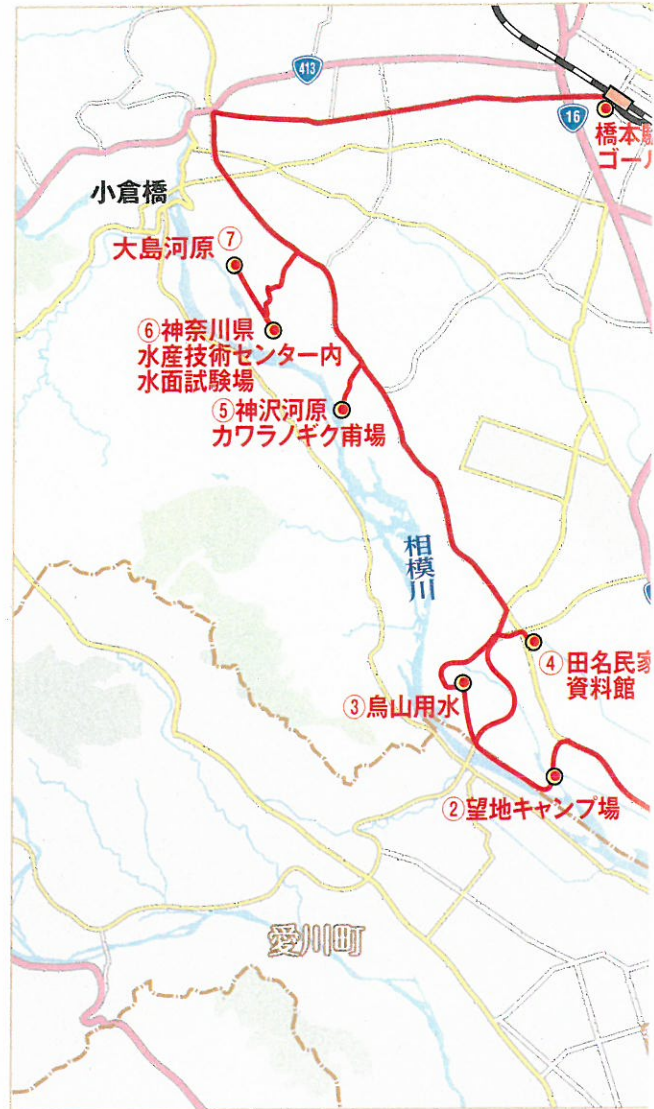 413
16
橋本
ゴー
小倉橋
大島河原⑦
⑥神奈川県
水産技術センター内
水面試験場
⑤神沢河原
カワラノギク甫場
相模川
④田名民家
資料館
③烏山用水
②望地キャンプ場
愛川町